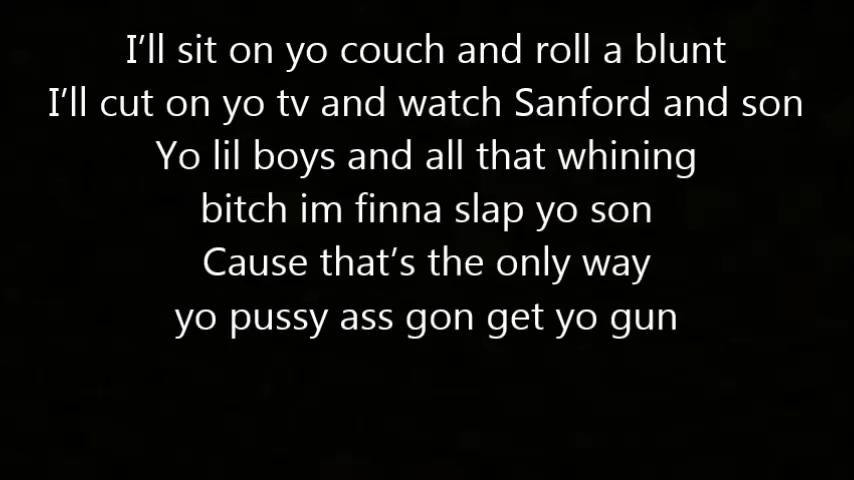 I’ll sit on yo couch and roll a blunt
I’ll cut on yo tv and watch Sanford and son
Yo lil boys and all that whining
bitch im finna slap yo son
Cause that’s the only way
yo pussy ass gon get yo gun